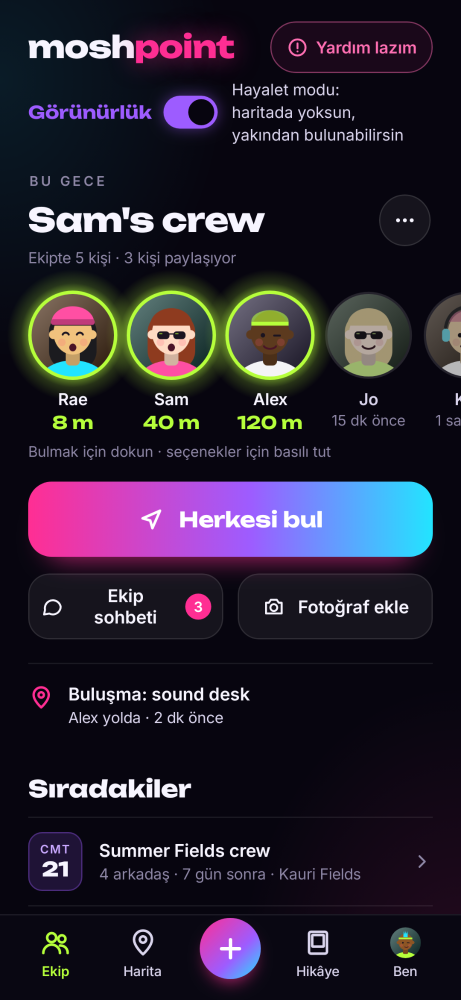 moshpoint
Yardım lazım
Görünürlük
Hayalet modu:
haritada yoksun,
yakından bulunabilirsin
BU GECE
Sam's crew
Ekipte 5 kişi · 3 kişi paylaşıyor
Rae
Sam
Alex
Jo
8 m
40 m
120 m
15 dk önce
Bulmak için dokun · seçenekler için basılı tut
Herkesi bul
Ekip
sohbeti
3
Fotoğraf ekle
Buluşma: sound desk
Alex yolda · 2 dk önce
Sıradakiler
CMT
21
Summer Fields crew
4 arkadaş · 7 gün sonra · Kauri Fields
Ekip
Harita
Hikâye
Ben